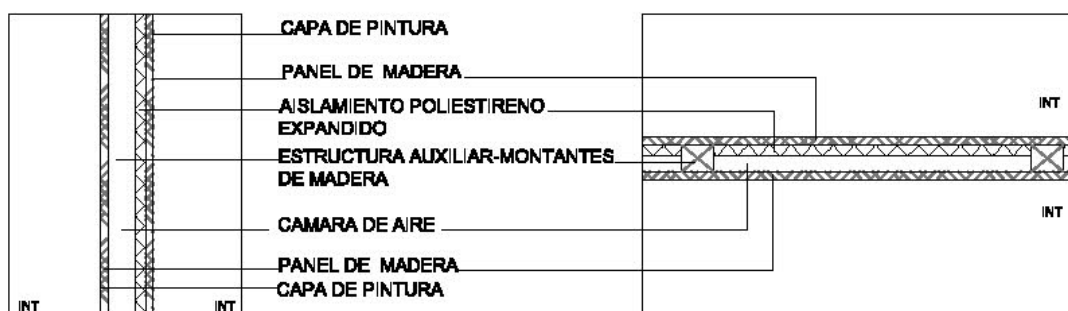 CAPA DE PINTURA
PANEL DE MADERA
AISLAMIENTO POLIESTIRENO
EXPANDIDO
ESTRUCTURA AUXILIAR-MONTANTES
DE MADERA
CAMARA DE AIRE
PANEL DE MADERA
CAPA DE PINTURA
INT
INT
INT
INT